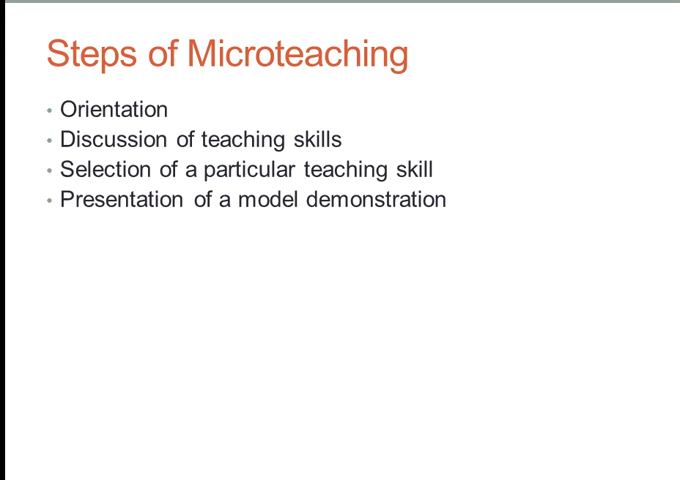 Steps of Microteaching
• Orientation
• Discussion of teaching skills
• Selection of a particular teaching skill
• Presentation of a model demonstration